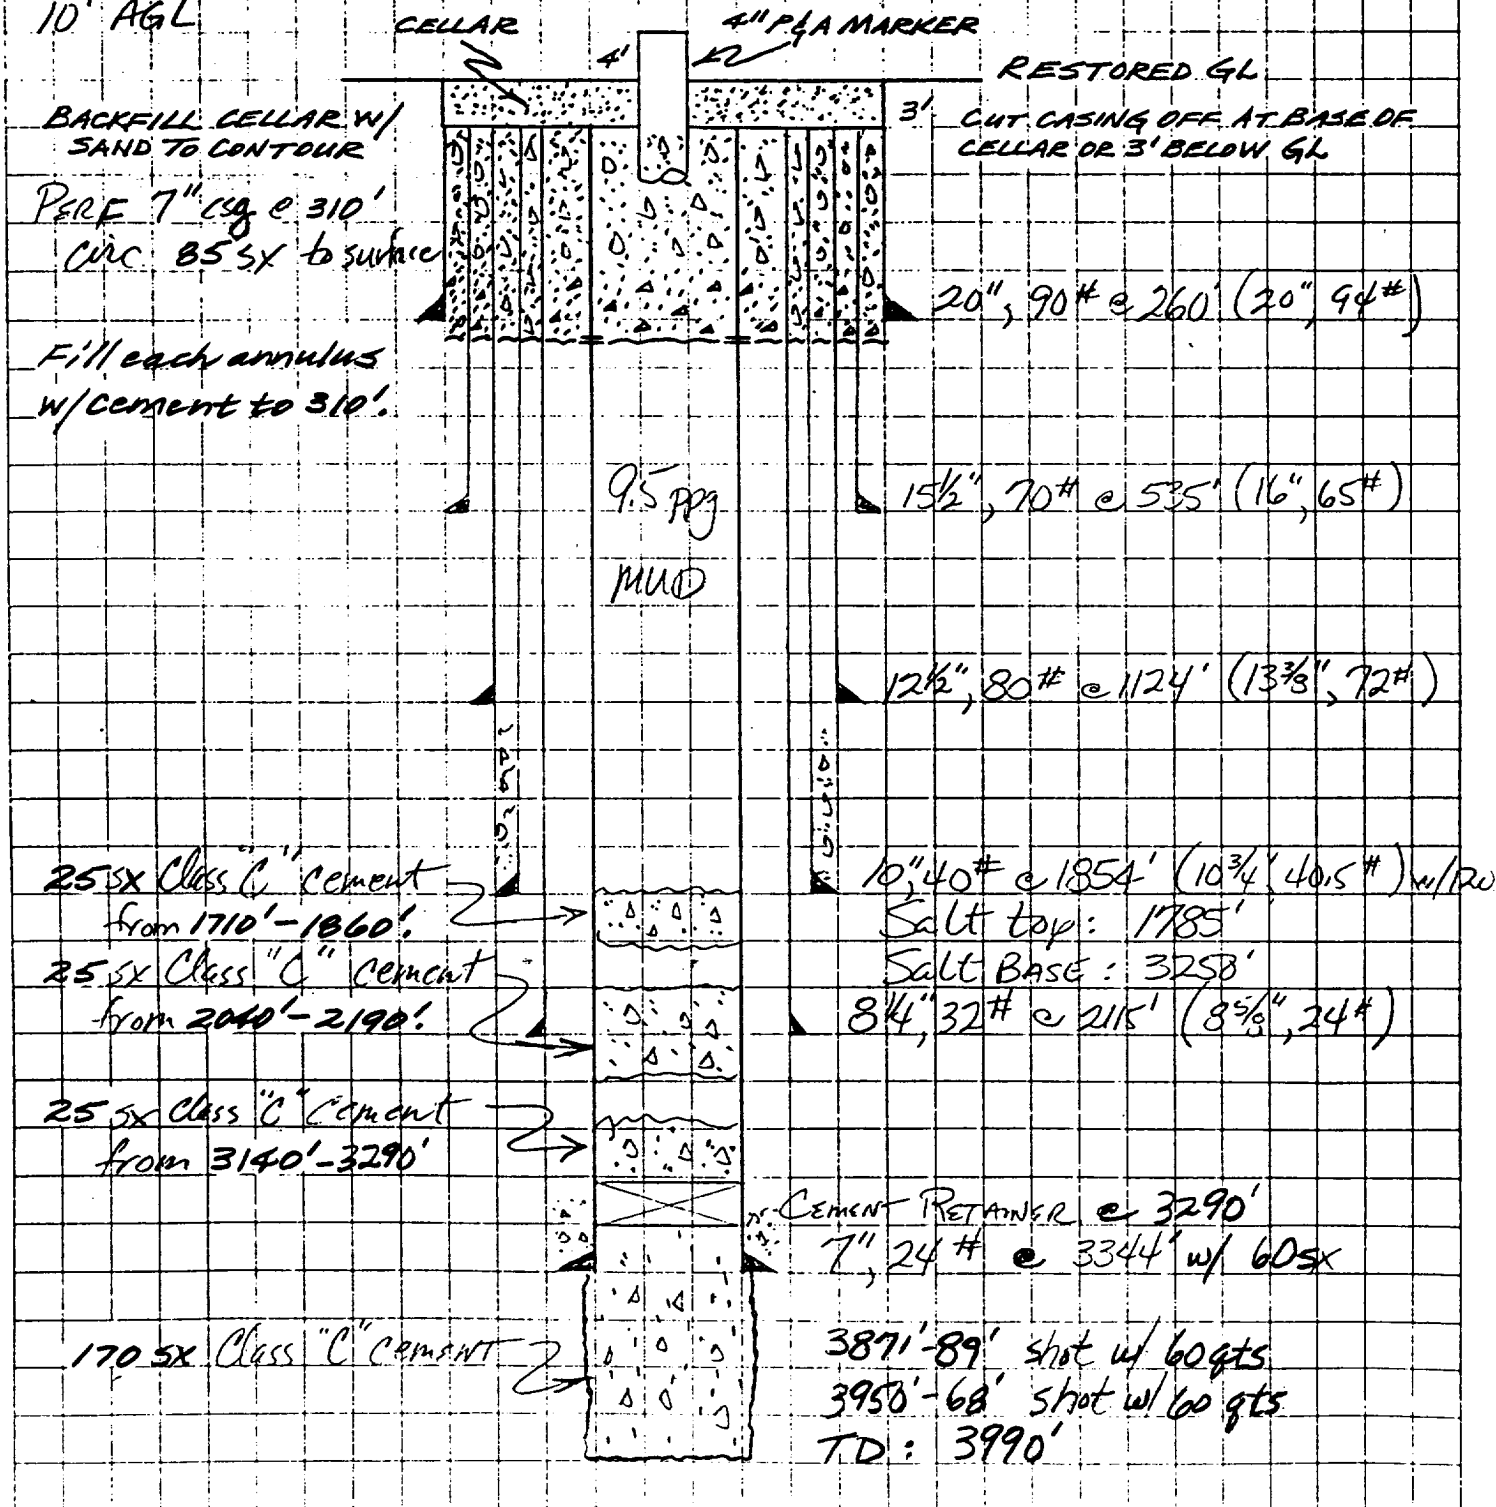 10' AGL
CELLAR
4" P&A MARKER
4'
RESTORED GL
BACKFILL CELLAR W/
SAND TO CONTOUR
3'
CUT CASING OFF AT BASE OF
CELLAR OR 3' BELOW GL
PERF 7" csg @ 310'
circ 85 sx to surface
20", 90# @ 260' (20", 94#)
Fill each annulus
w/cement to 310'.
9.5 ppg
MUD
15½", 70# @ 535' (16", 65#)
12½", 80# @ 1124' (13⅜", 72#)
25 sx Class "C" cement
from 1710'-1860'.
10", 40# @ 1854' (10¾", 40.5#) w/
Salt top: 1785'
Salt BASE: 3258'
25 sx Class "C" cement
from 2040'-2190'.
8¼", 32# @ 2115' (8⅝", 24#)
25 sx Class "C" cement
from 3140'-3290'
CEMENT RETAINER @ 3290'
7", 24# @ 3344' w/ 60sx
170 sx Class "C" cement
3871'-89' shot w/ 60 qts
3950'-68' shot w/ 60 qts
TD: 3990'